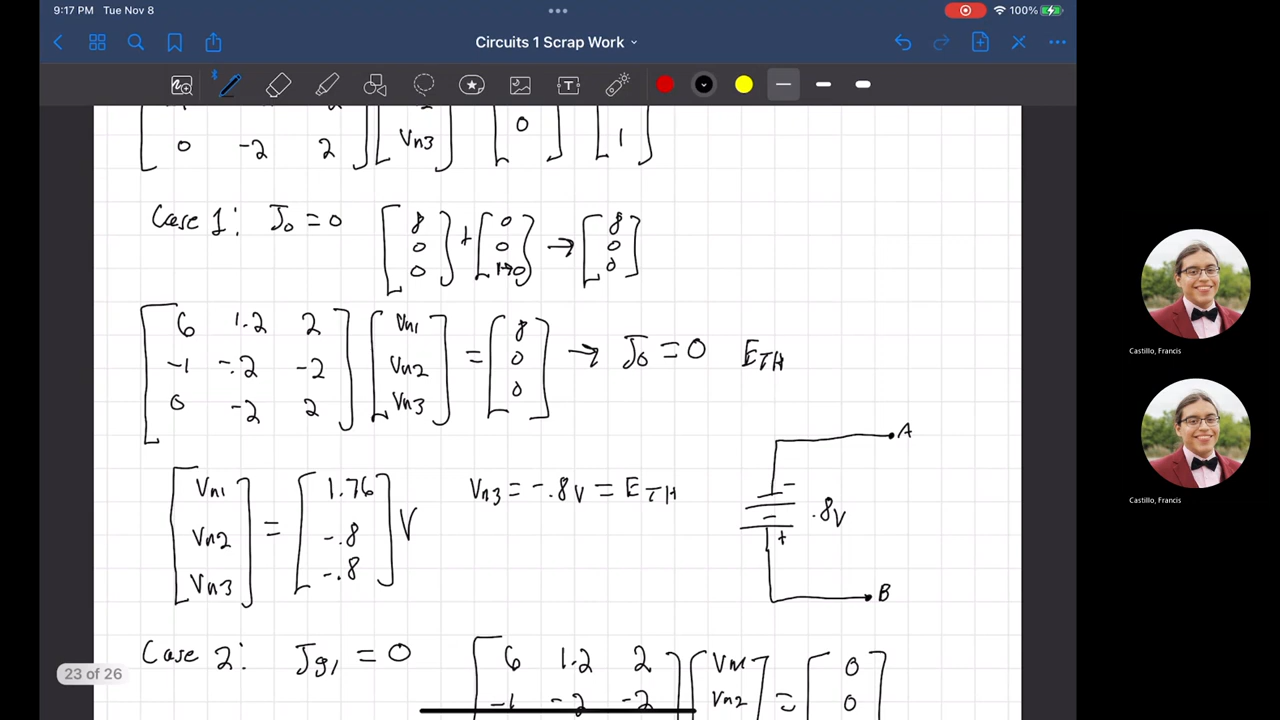 9:17 PM Tue Nov 8
100%
Circuits 1 Scrap Work
0 -2 2 Vn3 0 1
Case 1: J0 = 0 [8 0 0] + [0 0 1→0] → [8 0 0]
6 1.2 2 Vn1 8
-1 -.2 -2 Vn2 = 0 → J0 = 0 ETH
0 -2 2 Vn3 0
A
Vn1 1.76
Vn2 = -.8 V
Vn3 -.8
Vn3 = -.8V = ETH
- .8V
- +
B
Case 2: Jg1 = 0
6 1.2 2 Vn1 0
-1 -.2 -2 Vn2 = 0
23 of 26
Castillo, Francis
Castillo, Francis